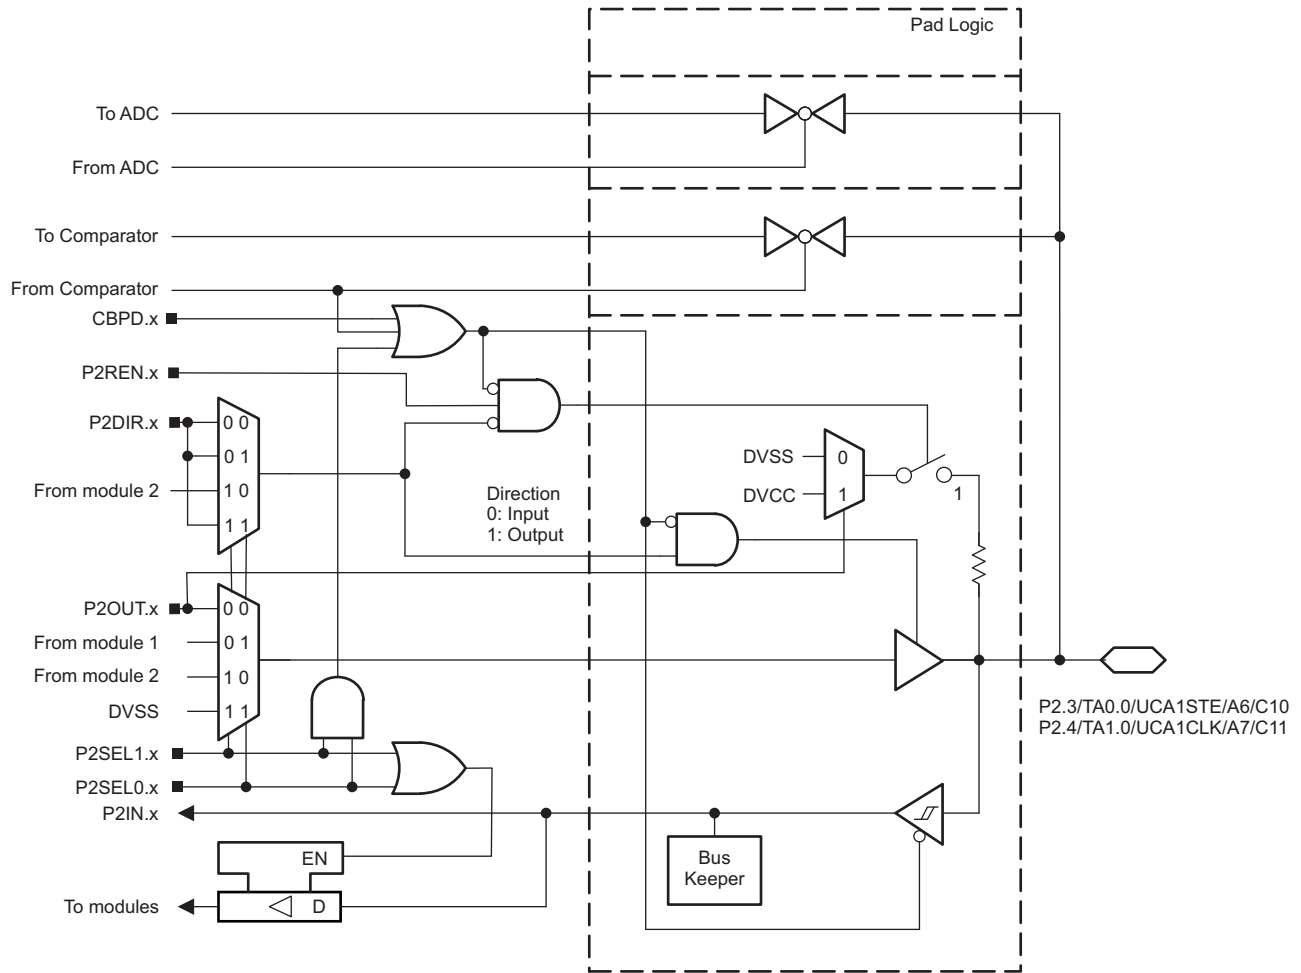 Pad Logic
To ADC
From ADC
To Comparator
From Comparator
CBPD.x
P2REN.x
P2DIR.x
0 0
0 1
From module 2
1 0
1 1
Direction
0: Input
1: Output
DVSS
0
DVCC
1
1
P2OUT.x
0 0
From module 1
0 1
From module 2
1 0
DVSS
1 1
P2.3/TA0.0/UCA1STE/A6/C10
P2.4/TA1.0/UCA1CLK/A7/C11
P2SEL1.x
P2SEL0.x
P2IN.x
Bus
Keeper
EN
To modules
D